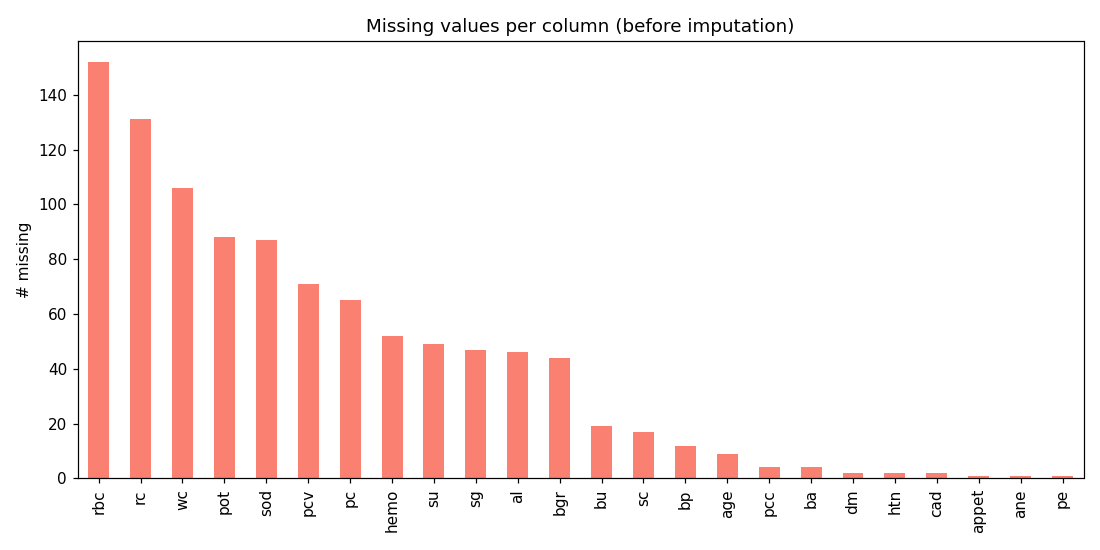 Missing values per column (before imputation)
# missing
140
120
100
80
60
40
20
0
rbc
rc
wc
pot
sod
pcv
pc
hemo
su
sg
al
bgr
bu
sc
bp
age
pcc
ba
dm
htn
cad
appet
ane
pe